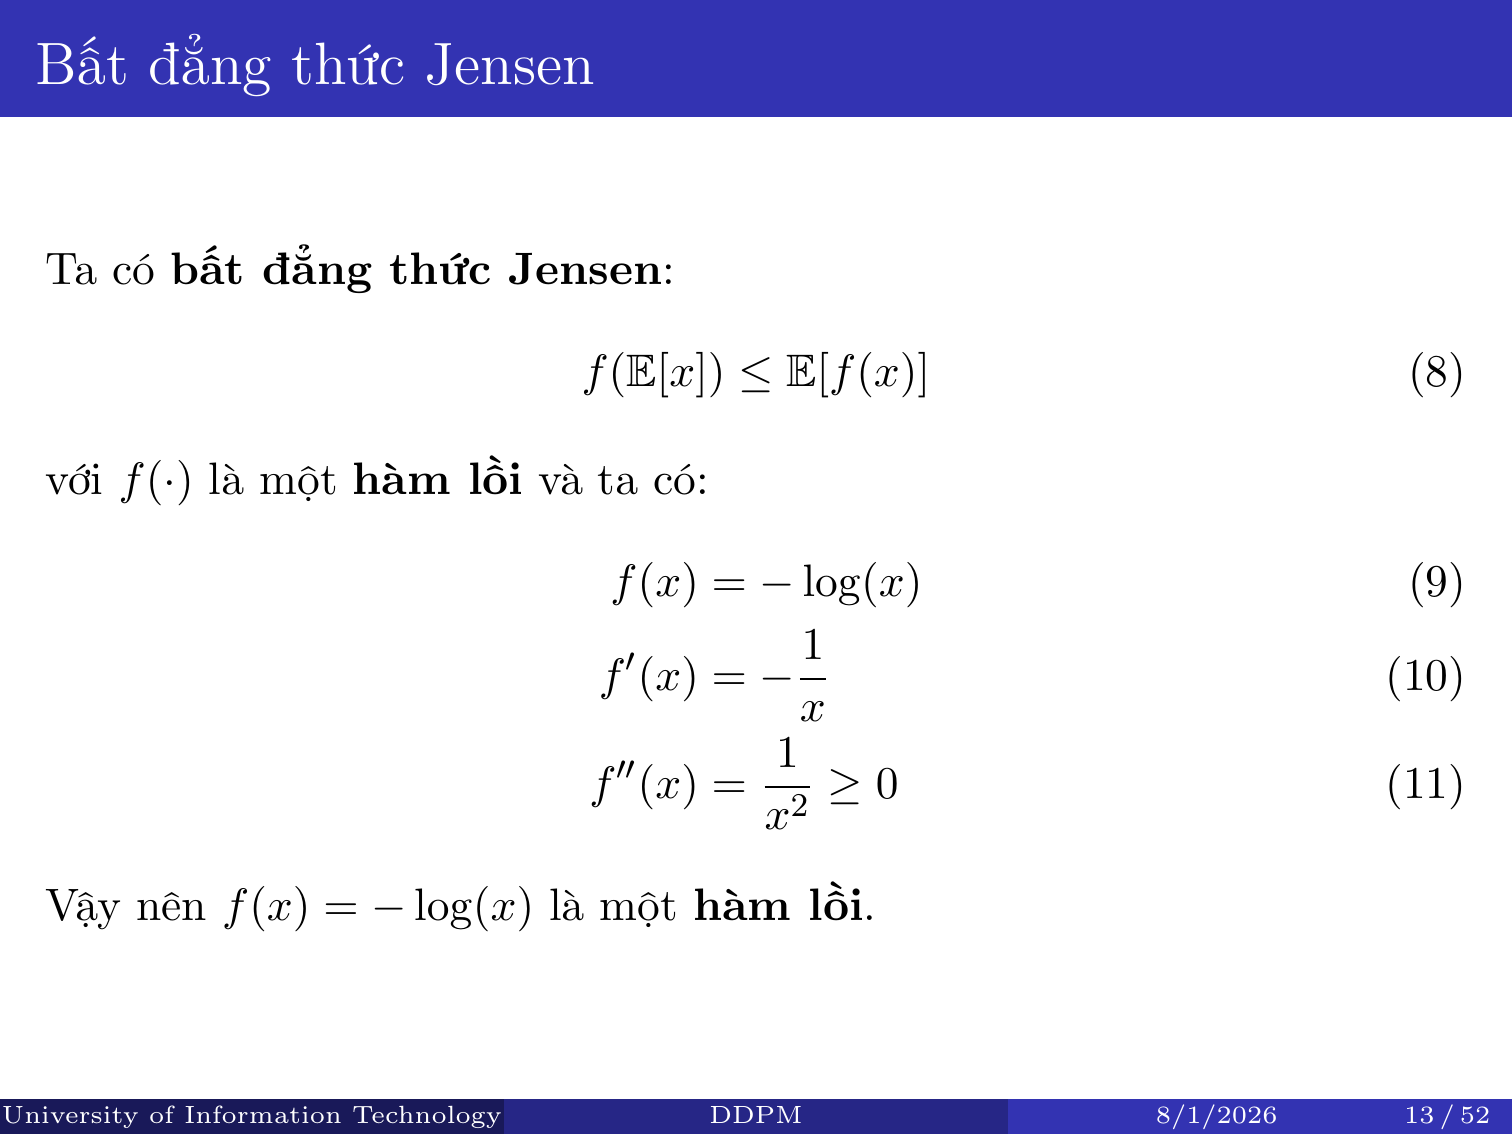 Bất đẳng thức Jensen
Ta có bất đẳng thức Jensen:
f(𝔼[x]) ≤ 𝔼[f(x)] (8)
với f(·) là một hàm lồi và ta có:
f(x) = − log(x) (9)
f′(x) = −1/x (10)
f″(x) = 1/x² ≥ 0 (11)
Vậy nên f(x) = − log(x) là một hàm lồi.
University of Information Technology DDPM 8/1/2026 13 / 52